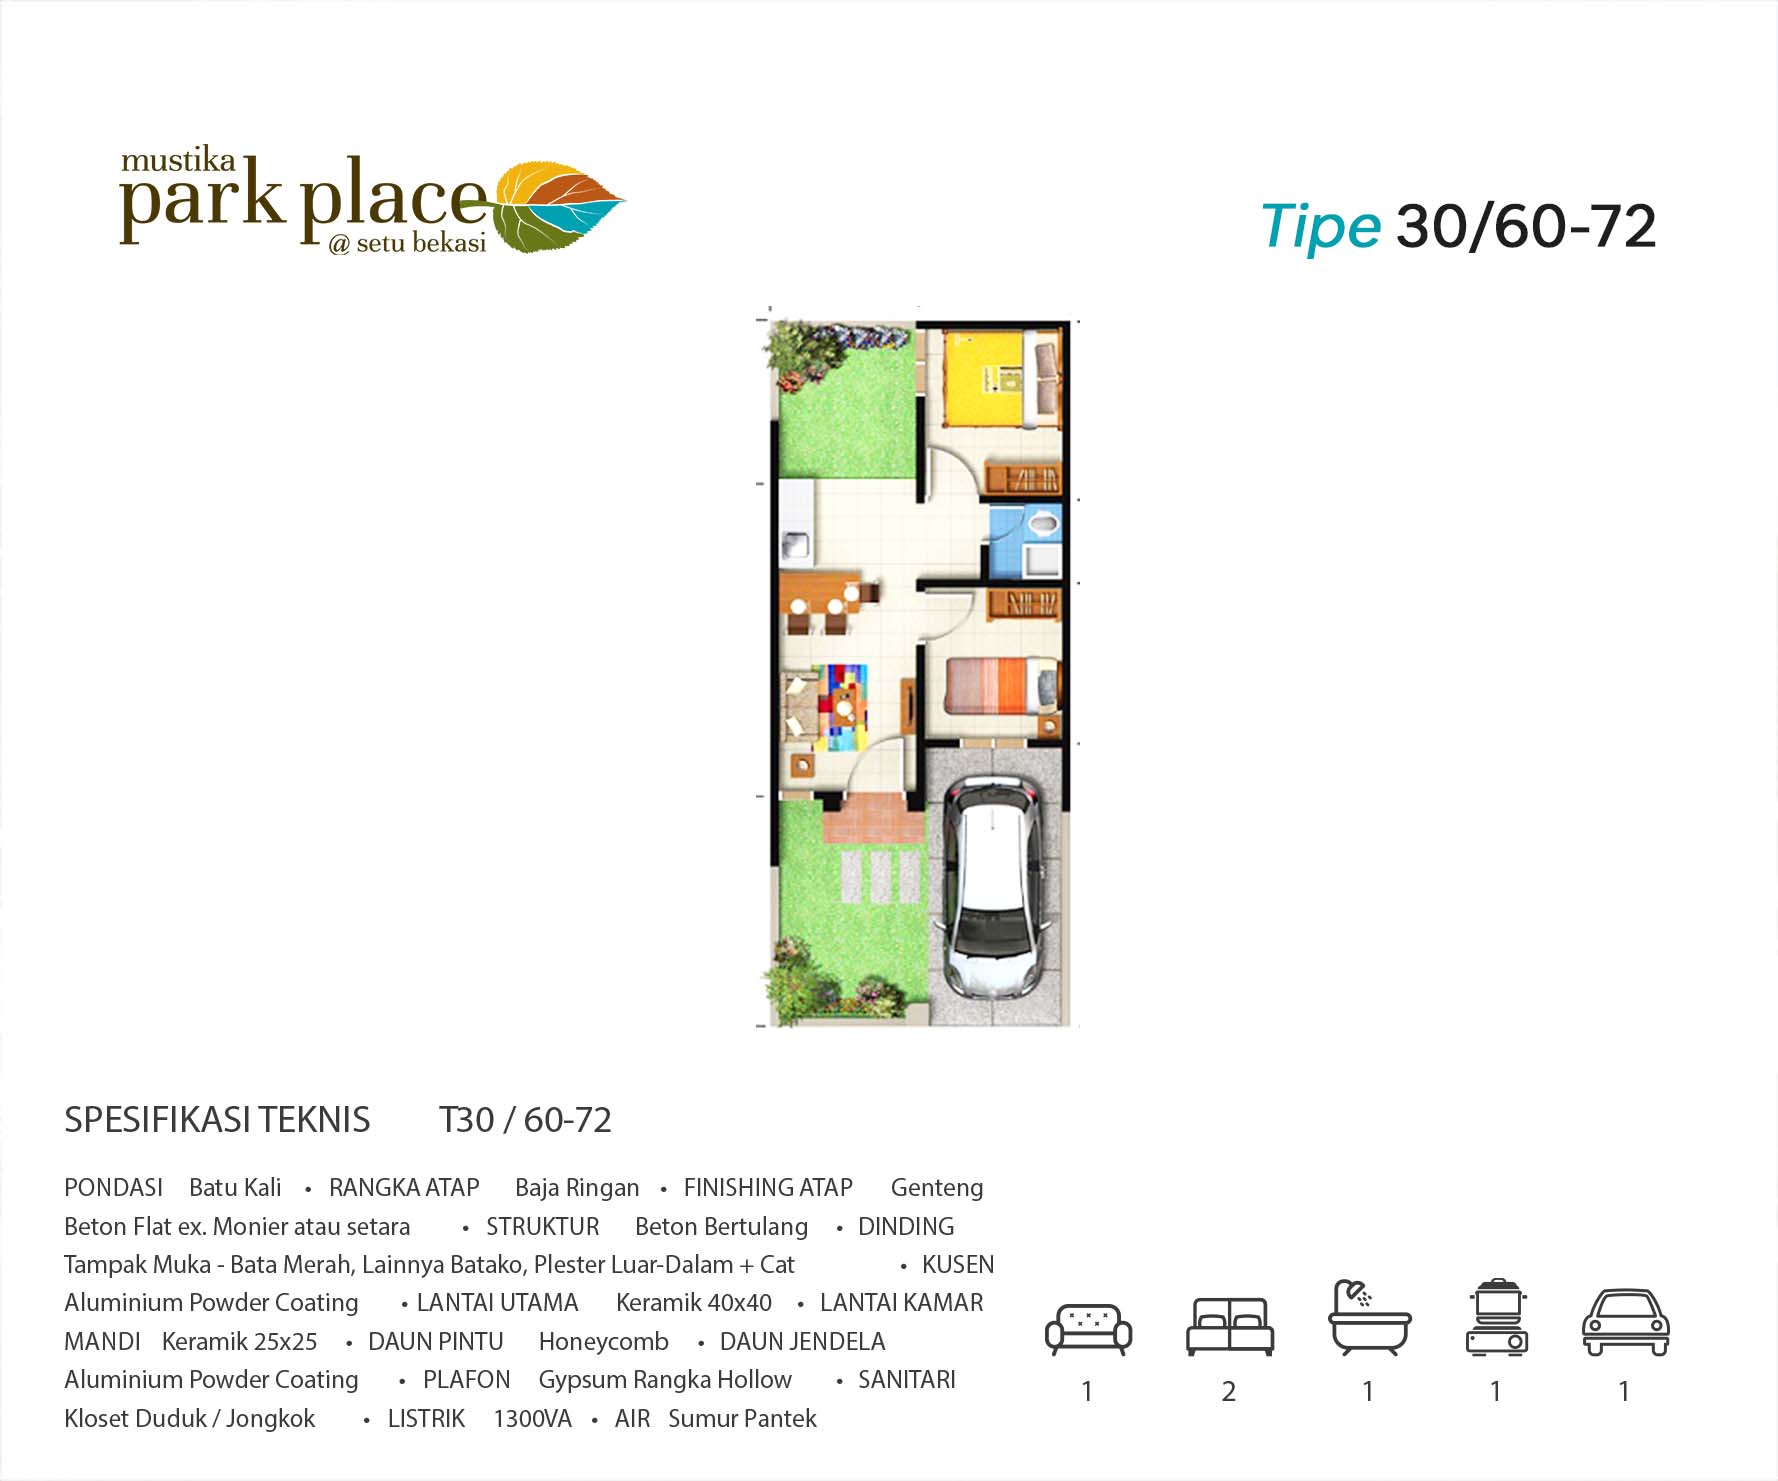 mustika
park place
@ setu bekasi
Tipe 30/60-72
SPESIFIKASI TEKNIS T30 / 60-72
PONDASI Batu Kali • RANGKA ATAP Baja Ringan • FINISHING ATAP Genteng
Beton Flat ex. Monier atau setara • STRUKTUR Beton Bertulang • DINDING
Tampak Muka - Bata Merah, Lainnya Batako, Plester Luar-Dalam + Cat • KUSEN
Aluminium Powder Coating • LANTAI UTAMA Keramik 40x40 • LANTAI KAMAR
MANDI Keramik 25x25 • DAUN PINTU Honeycomb • DAUN JENDELA
Aluminium Powder Coating • PLAFON Gypsum Rangka Hollow • SANITARI
Kloset Duduk / Jongkok • LISTRIK 1300VA • AIR Sumur Pantek
1 2 1 1 1